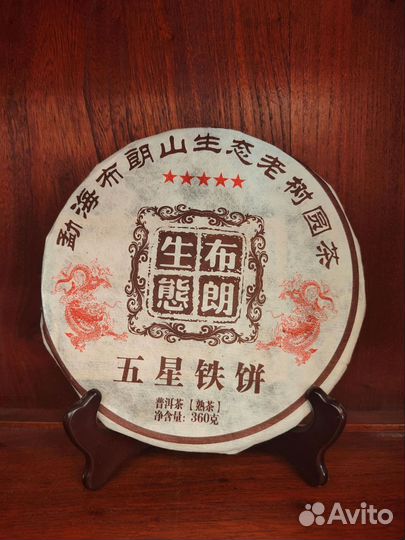 勐海布朗山生态老树圆茶
★★★★★
生布
態朗
五星铁饼
普洱茶【熟茶】
净含量：360克
Avito